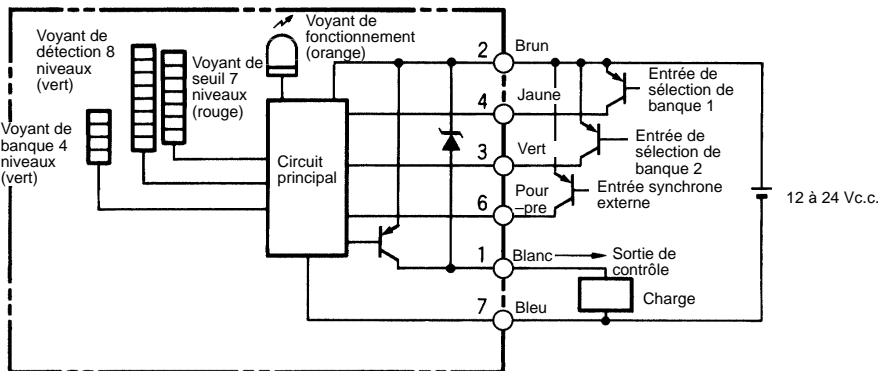 Voyant de
fonctionnement
(orange)
Voyant de
détection 8
niveaux
(vert)
Voyant de
seuil 7
niveaux
(rouge)
Voyant de
banque 4
niveaux
(vert)
Circuit
principal
2 Brun
4 Jaune
3 Vert
6 Pour
–pre
1 Blanc
7 Bleu
Entrée de
sélection de
banque 1
Entrée de
sélection de
banque 2
Entrée synchrone
externe
Sortie de
contrôle
Charge
12 à 24 Vc.c.